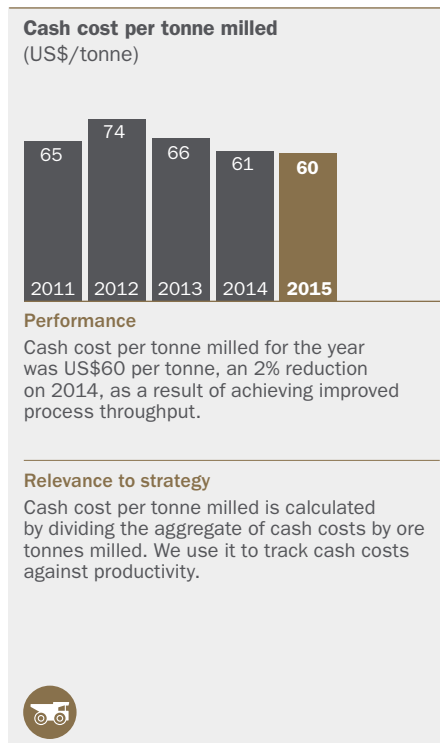 Cash cost per tonne milled
(US$/tonne)
65
74
66
61
60
2011
2012
2013
2014
2015
Performance
Cash cost per tonne milled for the year
was US$60 per tonne, an 2% reduction
on 2014, as a result of achieving improved
process throughput.
Relevance to strategy
Cash cost per tonne milled is calculated
by dividing the aggregate of cash costs by ore
tonnes milled. We use it to track cash costs
against productivity.